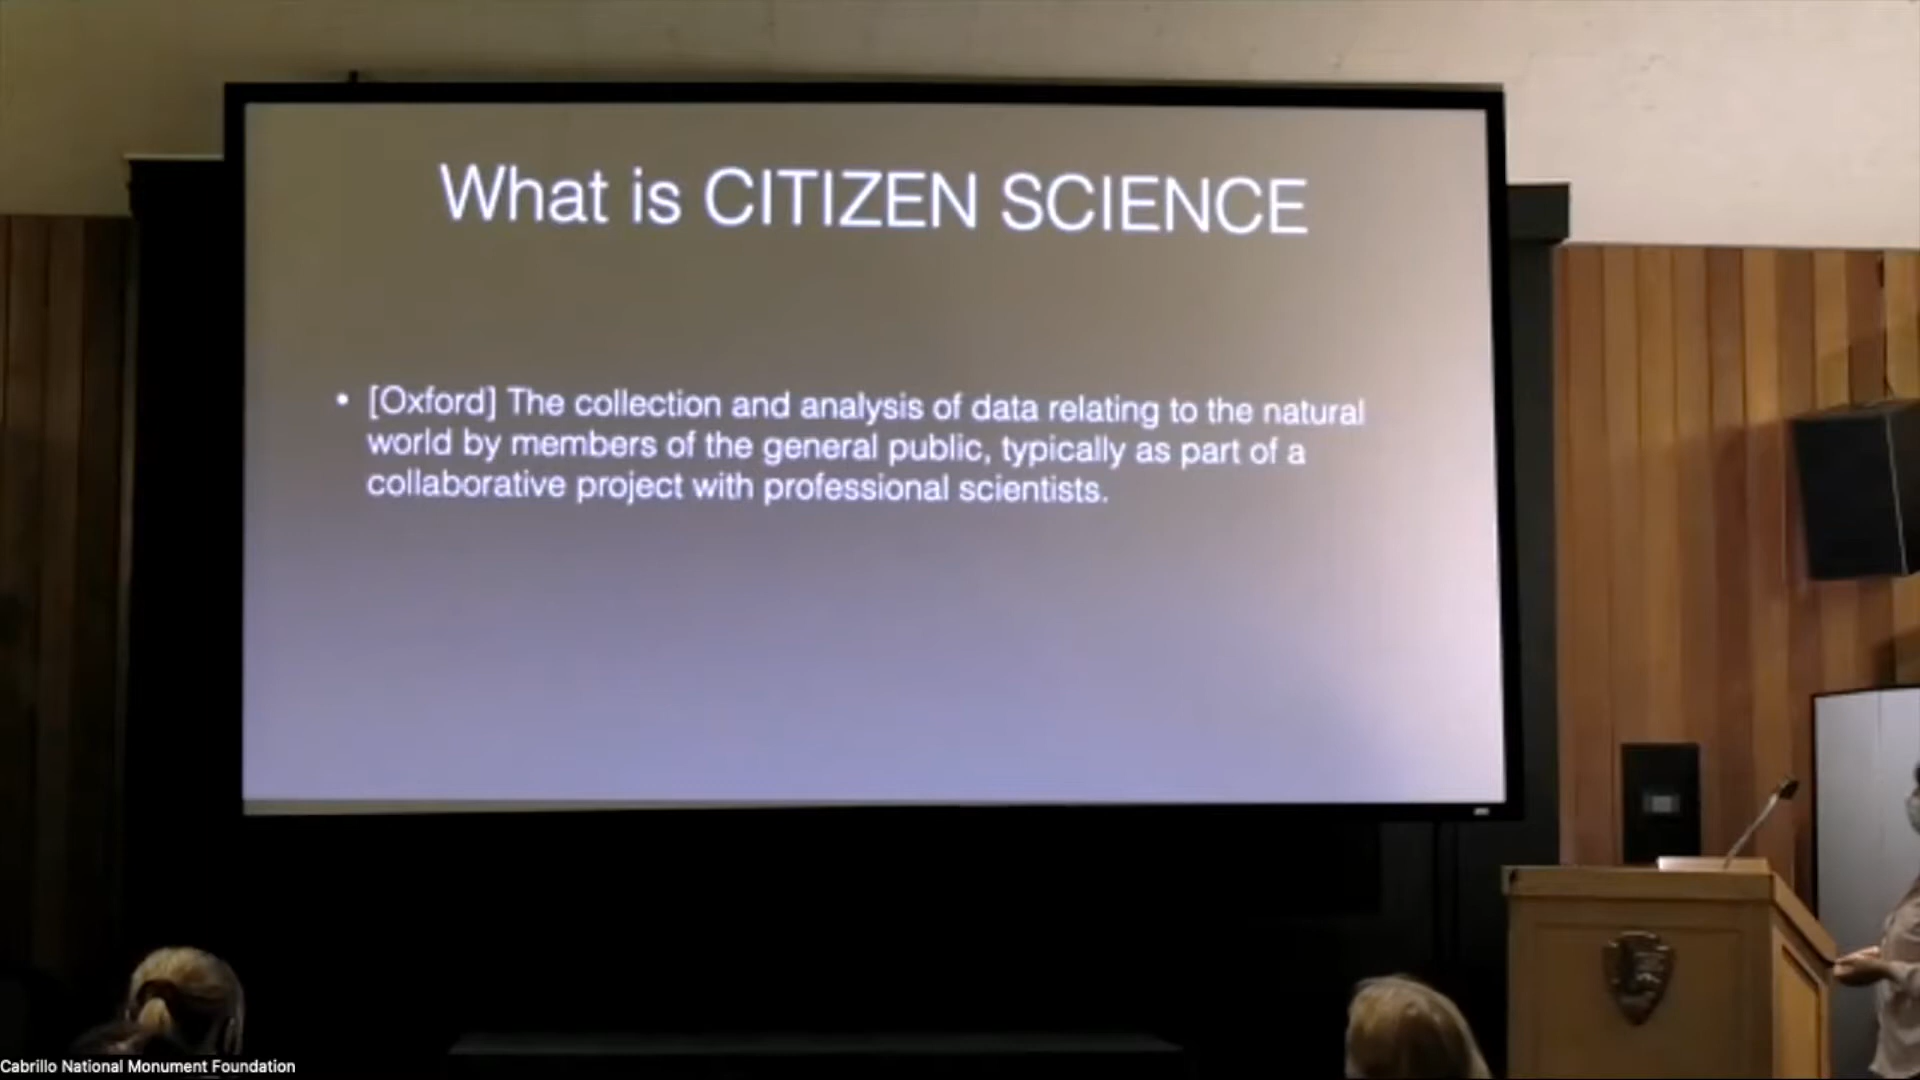 What is CITIZEN SCIENCE
• [Oxford] The collection and analysis of data relating to the natural
world by members of the general public, typically as part of a
collaborative project with professional scientists.
Cabrillo National Monument Foundation